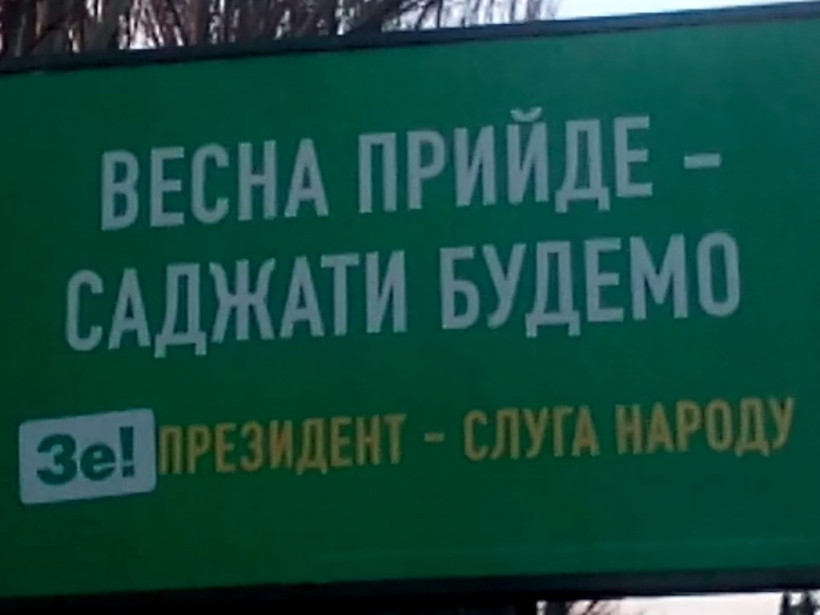 ВЕСНА ПРИЙДЕ –
САДЖАТИ БУДЕМО
Зе! ПРЕЗИДЕНТ - СЛУГА НАРОДУ